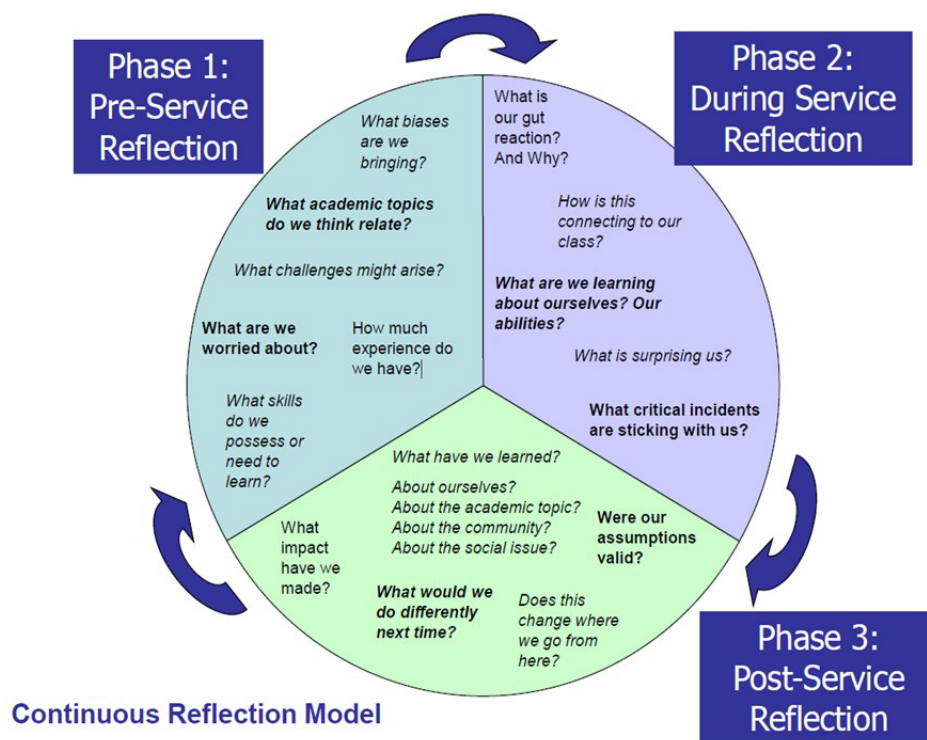 Phase 1:
Pre-Service
Reflection
Phase 2:
During Service
Reflection
What biases
are we
bringing?
What academic topics
do we think relate?
What challenges might arise?
What are we
worried about?
How much
experience do
we have?
What skills
do we
possess or
need to
learn?
What is
our gut
reaction?
And Why?
How is this
connecting to our
class?
What are we learning
about ourselves? Our
abilities?
What is surprising us?
What critical incidents
are sticking with us?
What have we learned?
About ourselves?
About the academic topic?
About the community?
About the social issue?
Were our
assumptions
valid?
What
impact
have we
made?
What would we
do differently
next time?
Does this
change where
we go from
here?
Phase 3:
Post-Service
Reflection
Continuous Reflection Model